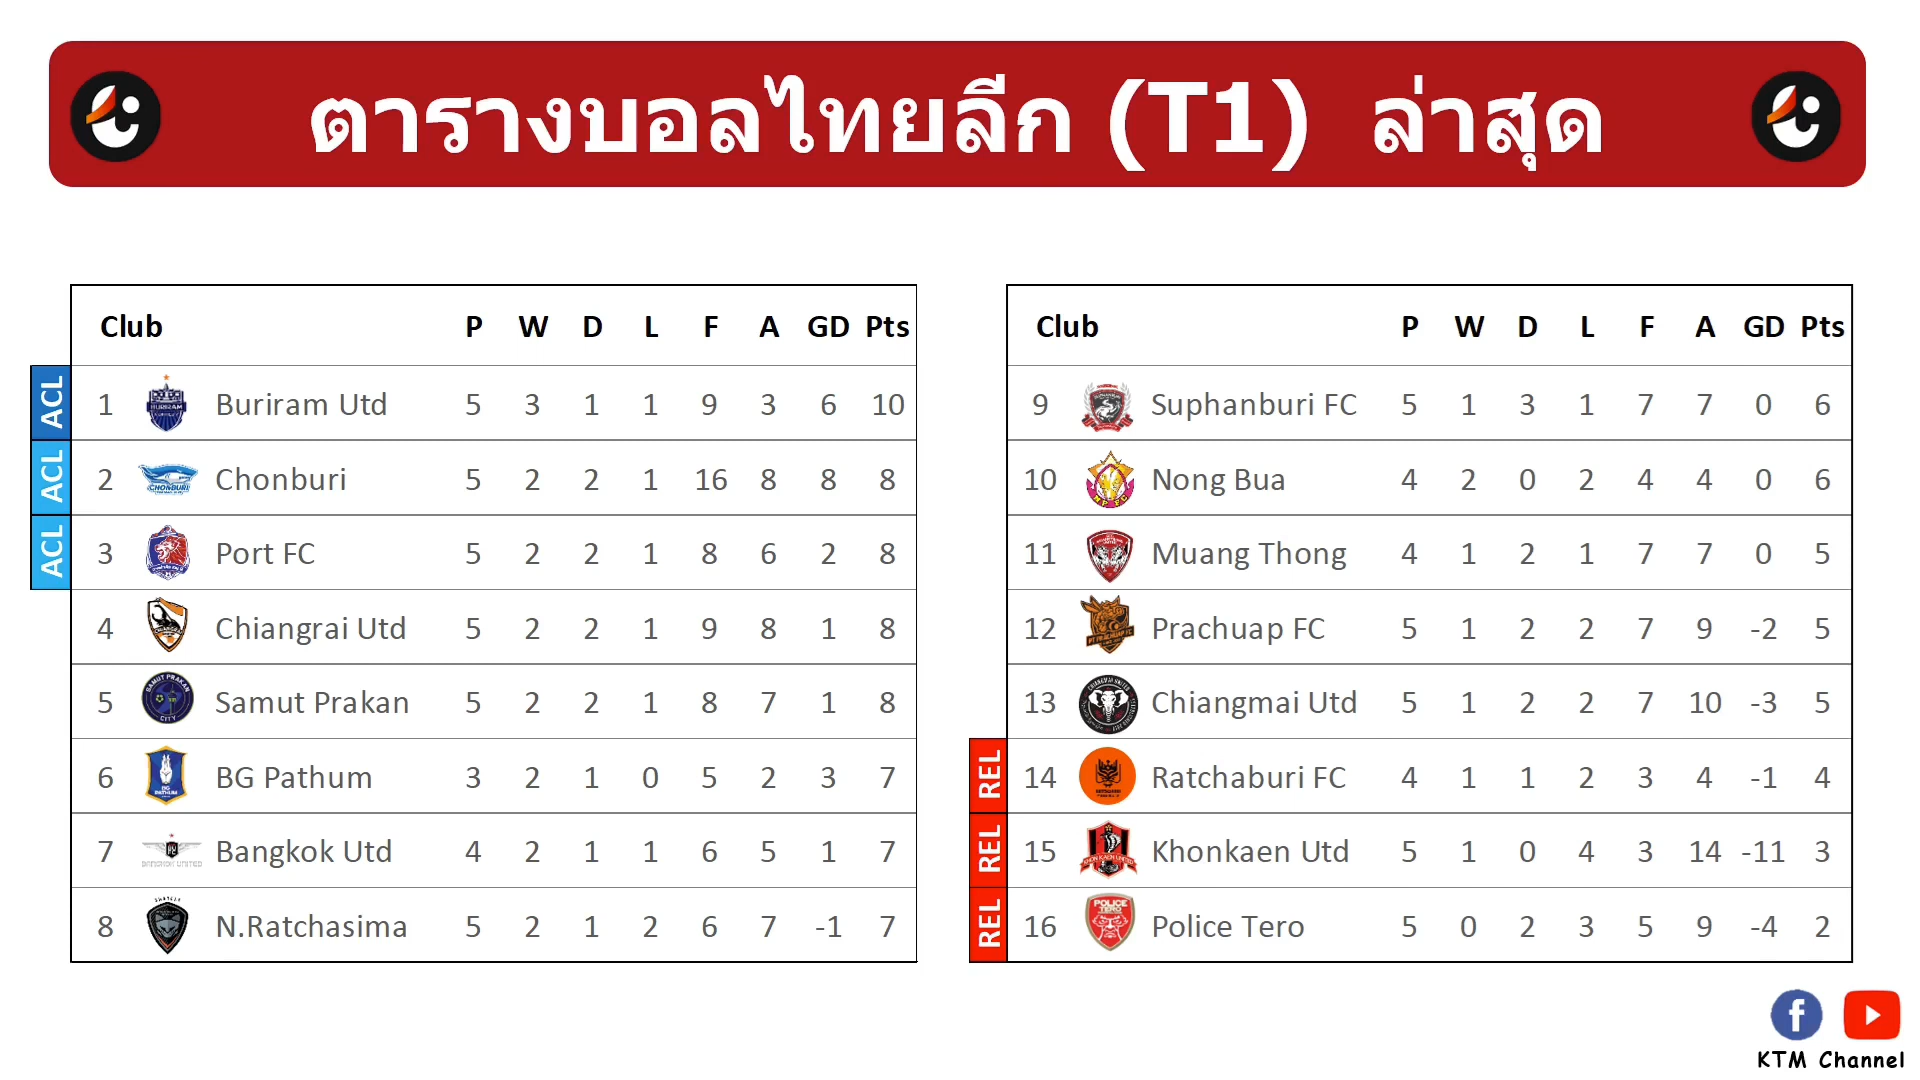 ตารางบอลไทยลีก (T1) ล่าสุด
Club P W D L F A GD Pts
ACL 1 Buriram Utd 5 3 1 1 9 3 6 10
ACL 2 Chonburi 5 2 2 1 16 8 8 8
ACL 3 Port FC 5 2 2 1 8 6 2 8
4 Chiangrai Utd 5 2 2 1 9 8 1 8
5 Samut Prakan 5 2 2 1 8 7 1 8
6 BG Pathum 3 2 1 0 5 2 3 7
7 Bangkok Utd 4 2 1 1 6 5 1 7
8 N.Ratchasima 5 2 1 2 6 7 -1 7
Club P W D L F A GD Pts
9 Suphanburi FC 5 1 3 1 7 7 0 6
10 Nong Bua 4 2 0 2 4 4 0 6
11 Muang Thong 4 1 2 1 7 7 0 5
12 Prachuap FC 5 1 2 2 7 9 -2 5
13 Chiangmai Utd 5 1 2 2 7 10 -3 5
REL 14 Ratchaburi FC 4 1 1 2 3 4 -1 4
REL 15 Khonkaen Utd 5 1 0 4 3 14 -11 3
REL 16 Police Tero 5 0 2 3 5 9 -4 2
KTM Channel